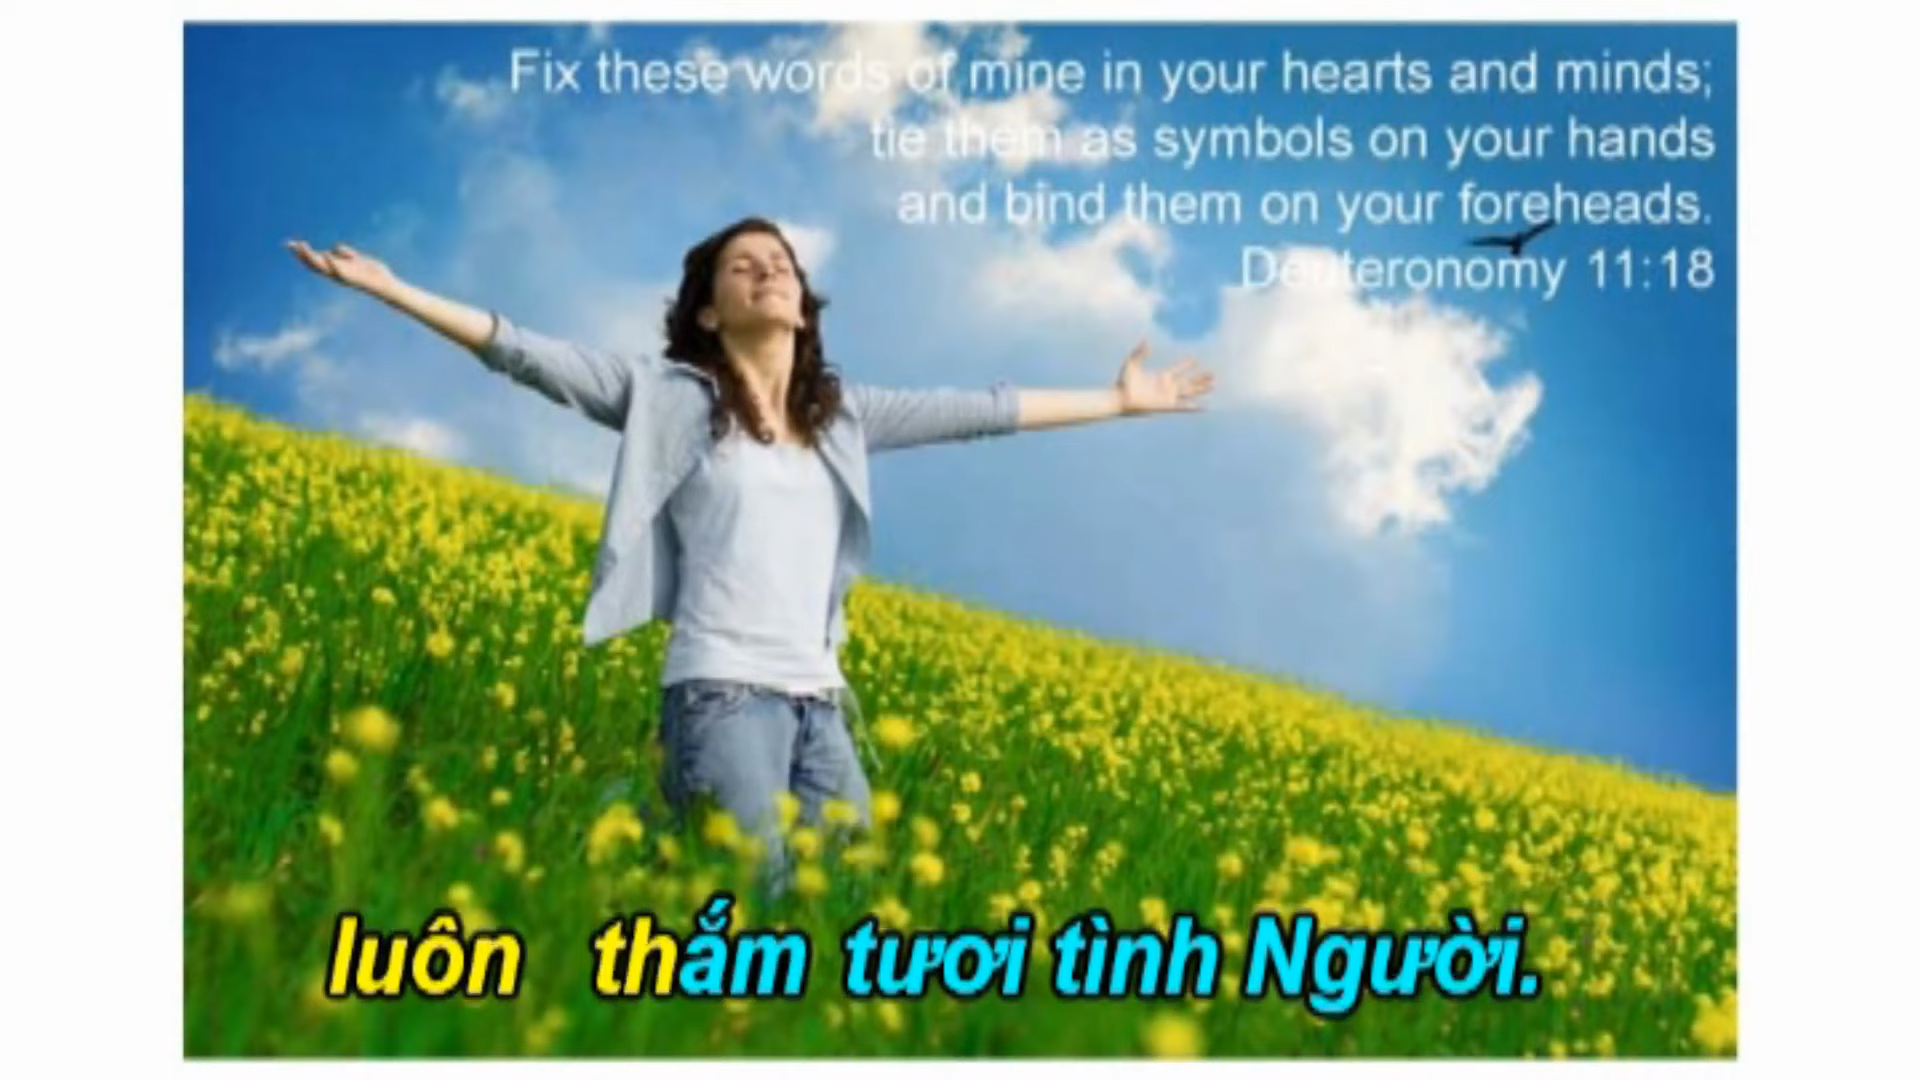 Fix these words of mine in your hearts and minds;
tie them as symbols on your hands
and bind them on your foreheads.
Deuteronomy 11:18
luôn thắm tươi tình Người.